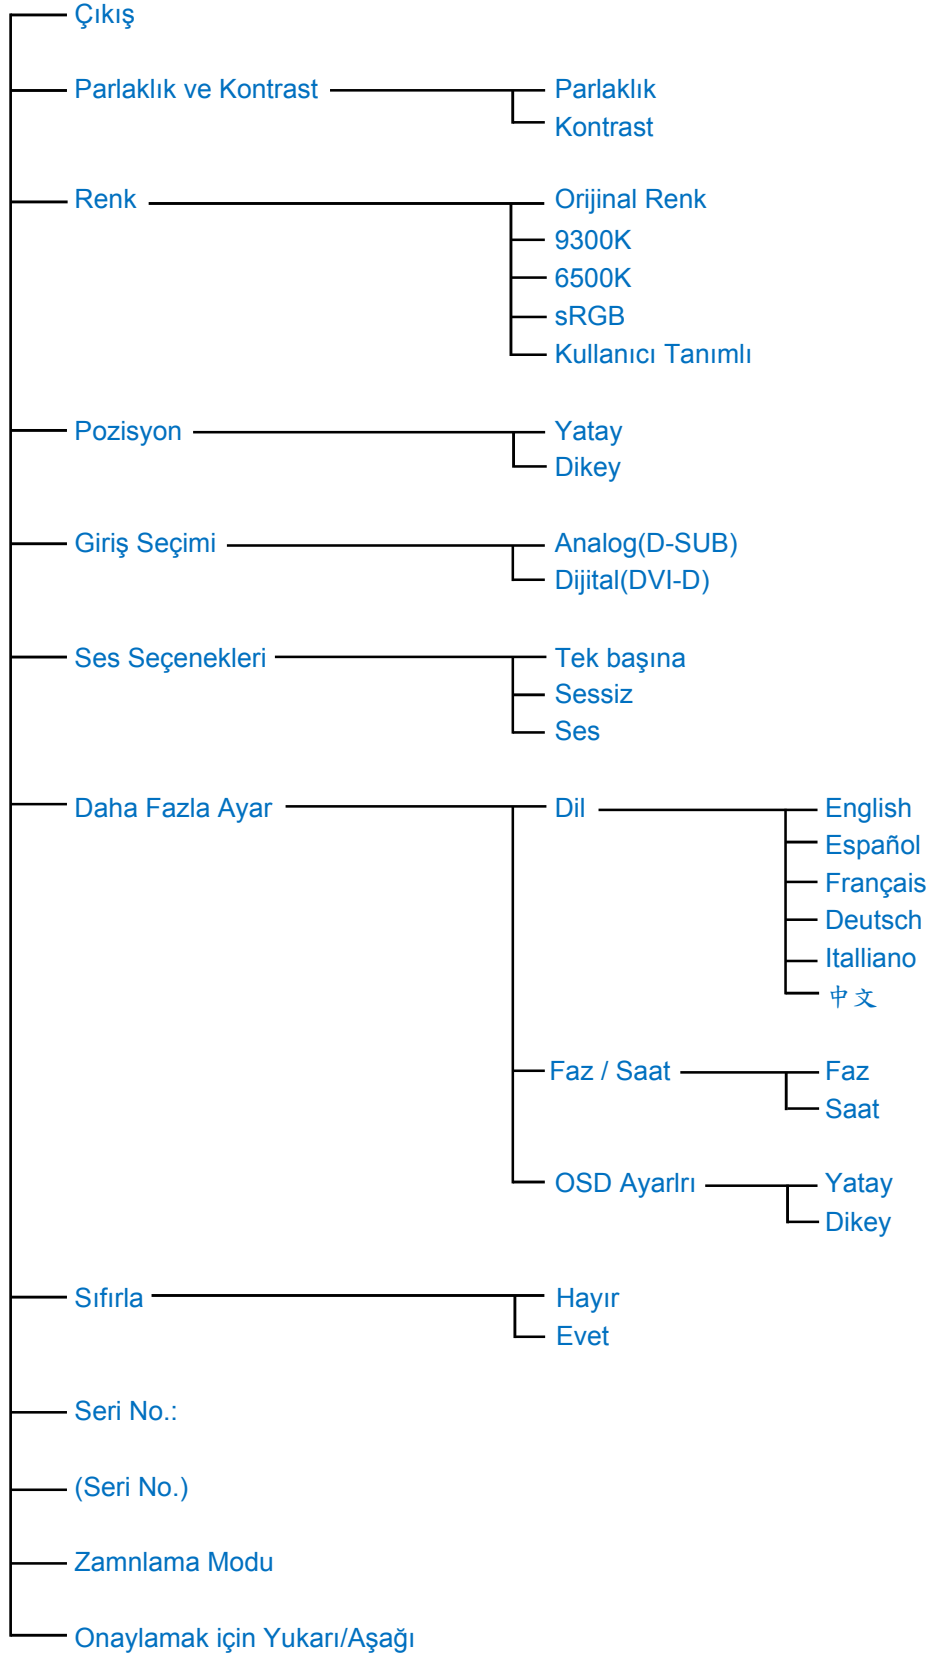 Çıkış
Parlaklık ve Kontrast
Parlaklık
Kontrast
Renk
Orijinal Renk
9300K
6500K
sRGB
Kullanıcı Tanımlı
Pozisyon
Yatay
Dikey
Giriş Seçimi
Analog(D-SUB)
Dijital(DVI-D)
Ses Seçenekleri
Tek başına
Sessiz
Ses
Daha Fazla Ayar
Dil
English
Español
Français
Deutsch
Italliano
中文
Faz / Saat
Faz
Saat
OSD Ayarlrı
Yatay
Dikey
Sıfırla
Hayır
Evet
Seri No.:
(Seri No.)
Zamnlama Modu
Onaylamak için Yukarı/Aşağı